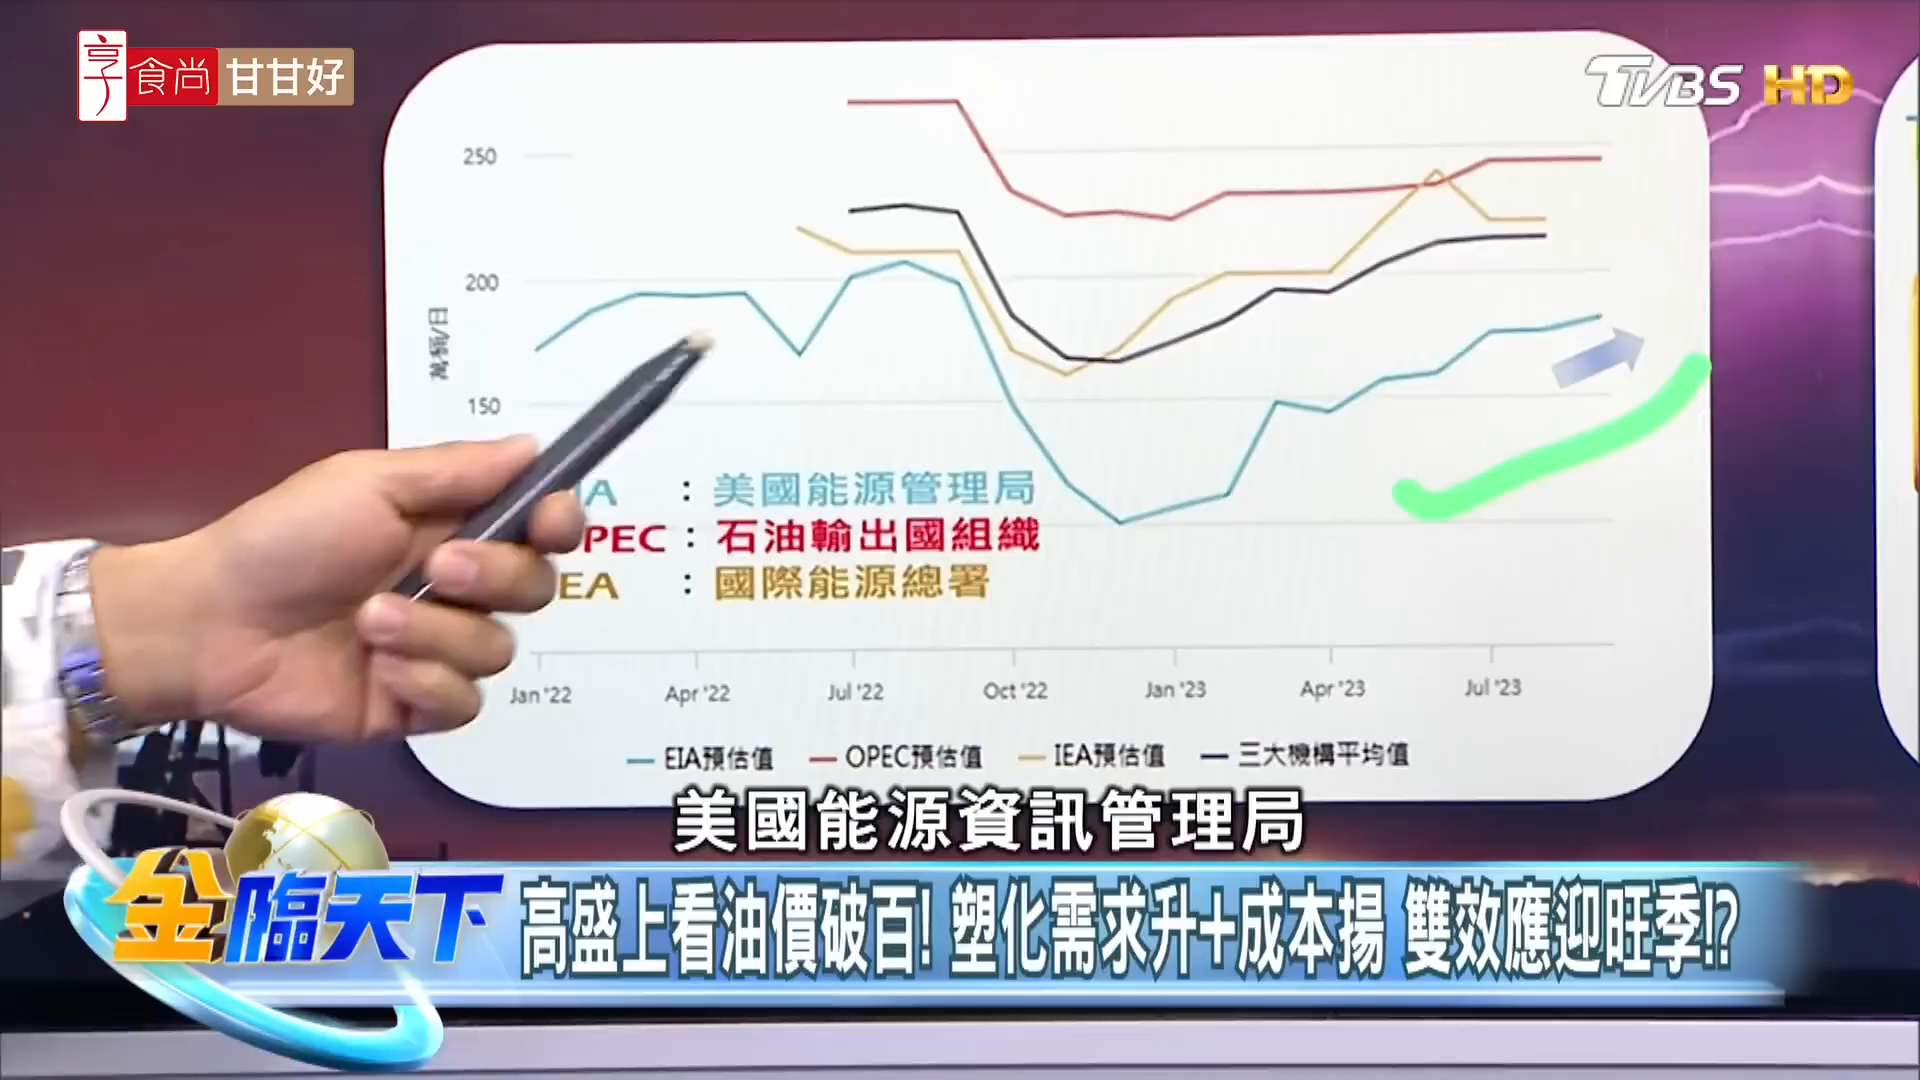 享食尚 甘甘好
TVBS HD
250
200
150
IA : 美國能源管理局
PEC : 石油輸出國組織
EA : 國際能源總署
Jan '22 Apr '22 Jul '22 Oct '22 Jan '23 Apr '23 Jul '23
EIA預估值 OPEC預估值 IEA預估值 三大機構平均值
美國能源資訊管理局
金臨天下
高盛上看油價破百! 塑化需求升+成本揚 雙效應迎旺季!?